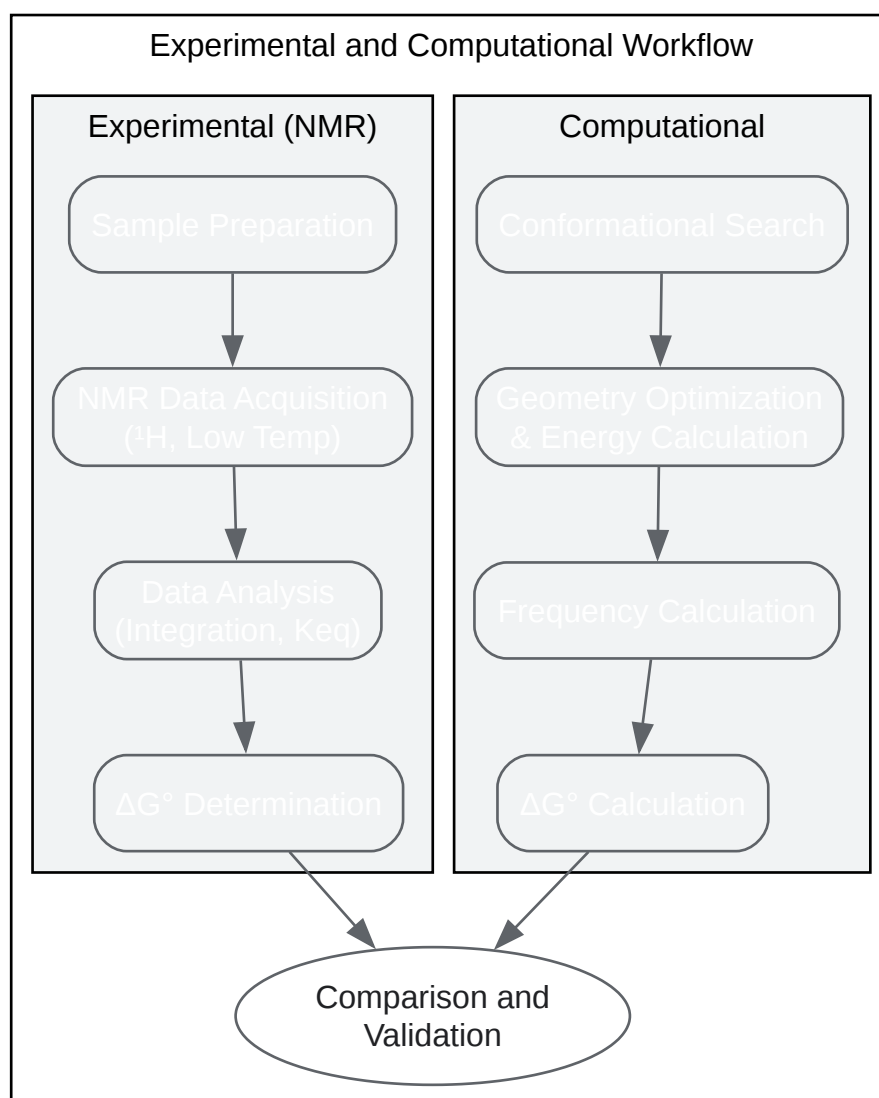 Experimental and Computational Workflow
Experimental (NMR)
Sample Preparation
NMR Data Acquisition
(¹H, Low Temp)
Data Analysis
(Integration, Keq)
ΔG° Determination
Computational
Conformational Search
Geometry Optimization
& Energy Calculation
Frequency Calculation
ΔG° Calculation
Comparison and
Validation